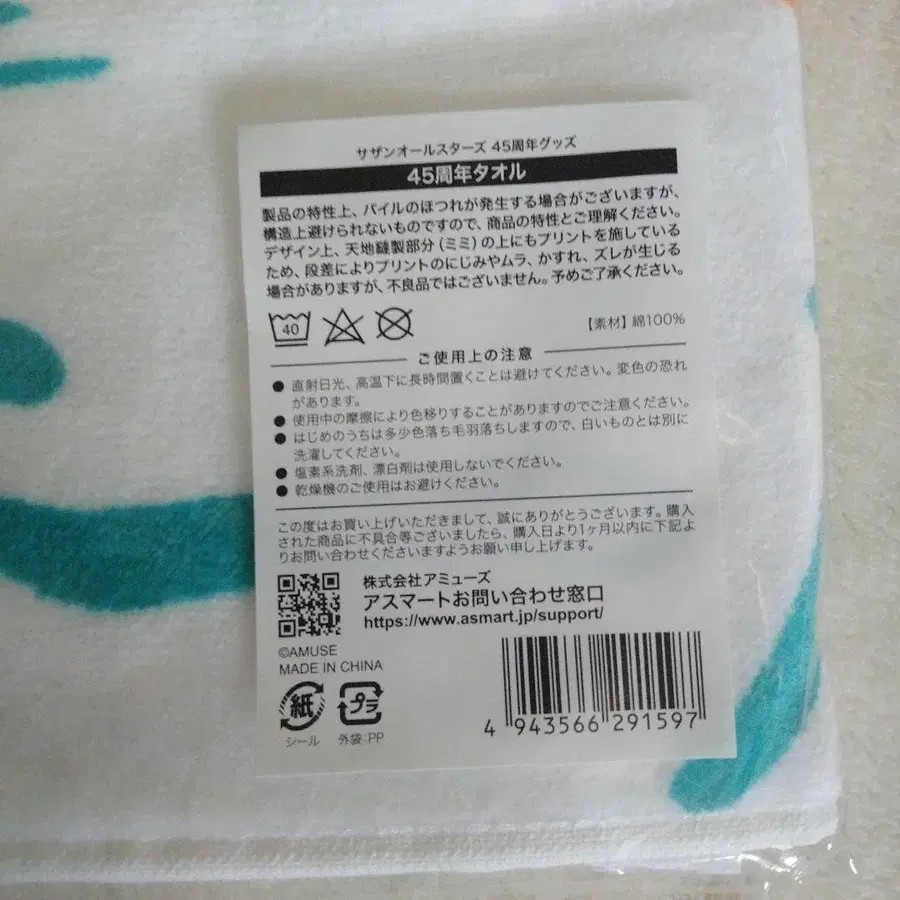 サザンオールスターズ 45周年グッズ
45周年タオル
製品の特性上、パイルのほつれが発生する場合がございますが、
構造上避けられないものですので、商品の特性とご理解ください。
デザイン上、天地縫製部分（ミミ）の上にもプリントを施している
ため、段差によりプリントのにじみやムラ、かすれ、ズレが生じる
場合がありますが、不良品ではございません。予めご了承ください。
40
【素材】綿100%
ご使用上の注意
● 直射日光、高温下に長時間置くことは避けてください。変色の恐れ
があります。
● 使用中の摩擦により色移りすることがありますのでご注意ください。
● はじめのうちは多少色落ち毛羽落ちしますので、白いものとは別に
洗濯してください。
● 塩素系洗剤、漂白剤は使用しないでください。
● 乾燥機のご使用はお避けください。
この度はお買い上げいただきまして、誠にありがとうございます。購入
された商品に不具合等ございましたら、購入日より1ヶ月以内に下記よ
りお問い合わせくださいますようお願い申し上げます。
株式会社アミューズ
アスマートお問い合わせ窓口
https://www.asmart.jp/support/
©AMUSE
MADE IN CHINA
紙 プラ
シール 外袋:PP
4 943566 291597